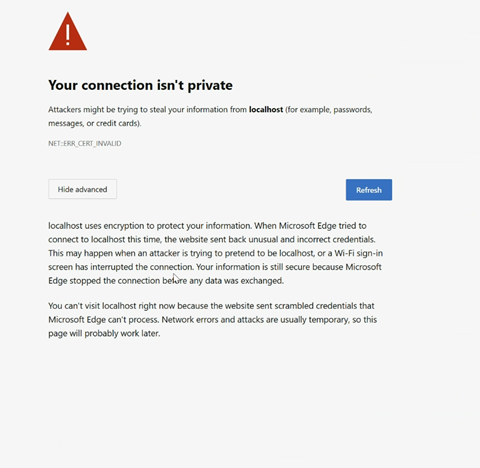 Your connection isn't private
Attackers might be trying to steal your information from localhost (for example, passwords,
messages, or credit cards).
NET::ERR_CERT_INVALID
Hide advanced
Refresh
localhost uses encryption to protect your information. When Microsoft Edge tried to
connect to localhost this time, the website sent back unusual and incorrect credentials.
This may happen when an attacker is trying to pretend to be localhost, or a Wi-Fi sign-in
screen has interrupted the connection. Your information is still secure because Microsoft
Edge stopped the connection before any data was exchanged.
You can't visit localhost right now because the website sent scrambled credentials that
Microsoft Edge can't process. Network errors and attacks are usually temporary, so this
page will probably work later.